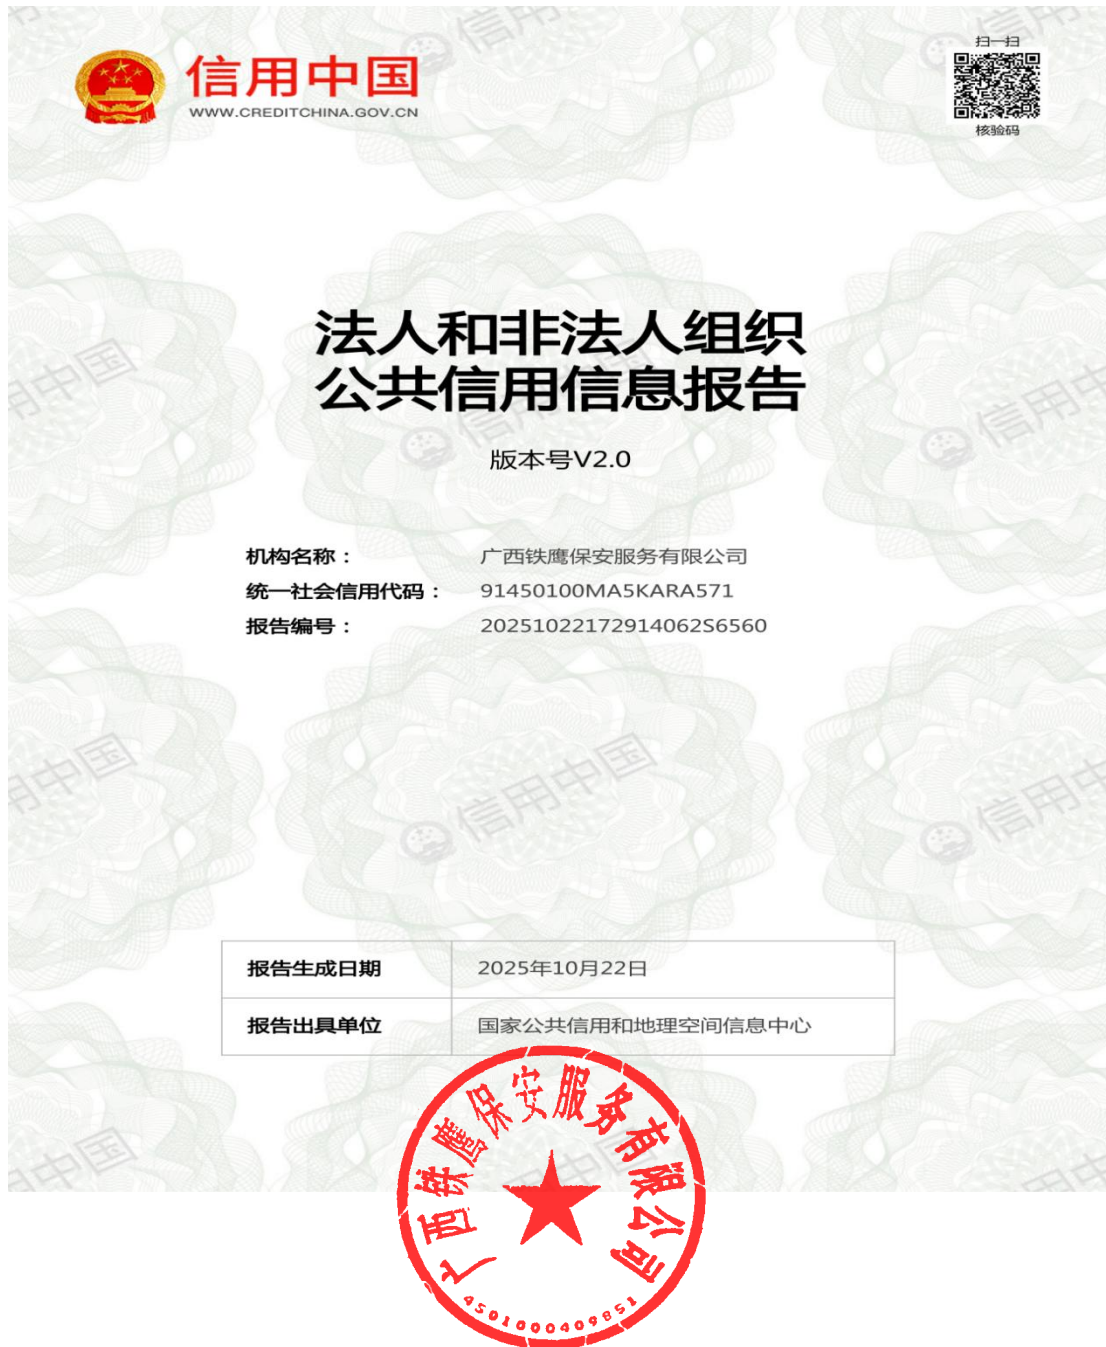 信用中国
WWW.CREDITCHINA.GOV.CN
扫一扫
核验码
法人和非法人组织
公共信用信息报告
版本号V2.0
机构名称： 广西铁鹰保安服务有限公司
统一社会信用代码： 91450100MA5KARA571
报告编号： 20251022172914062S6560
报告生成日期 2025年10月22日
报告出具单位 国家公共信用和地理空间信息中心
广西铁鹰保安服务有限公司
4501000409851
信用中国